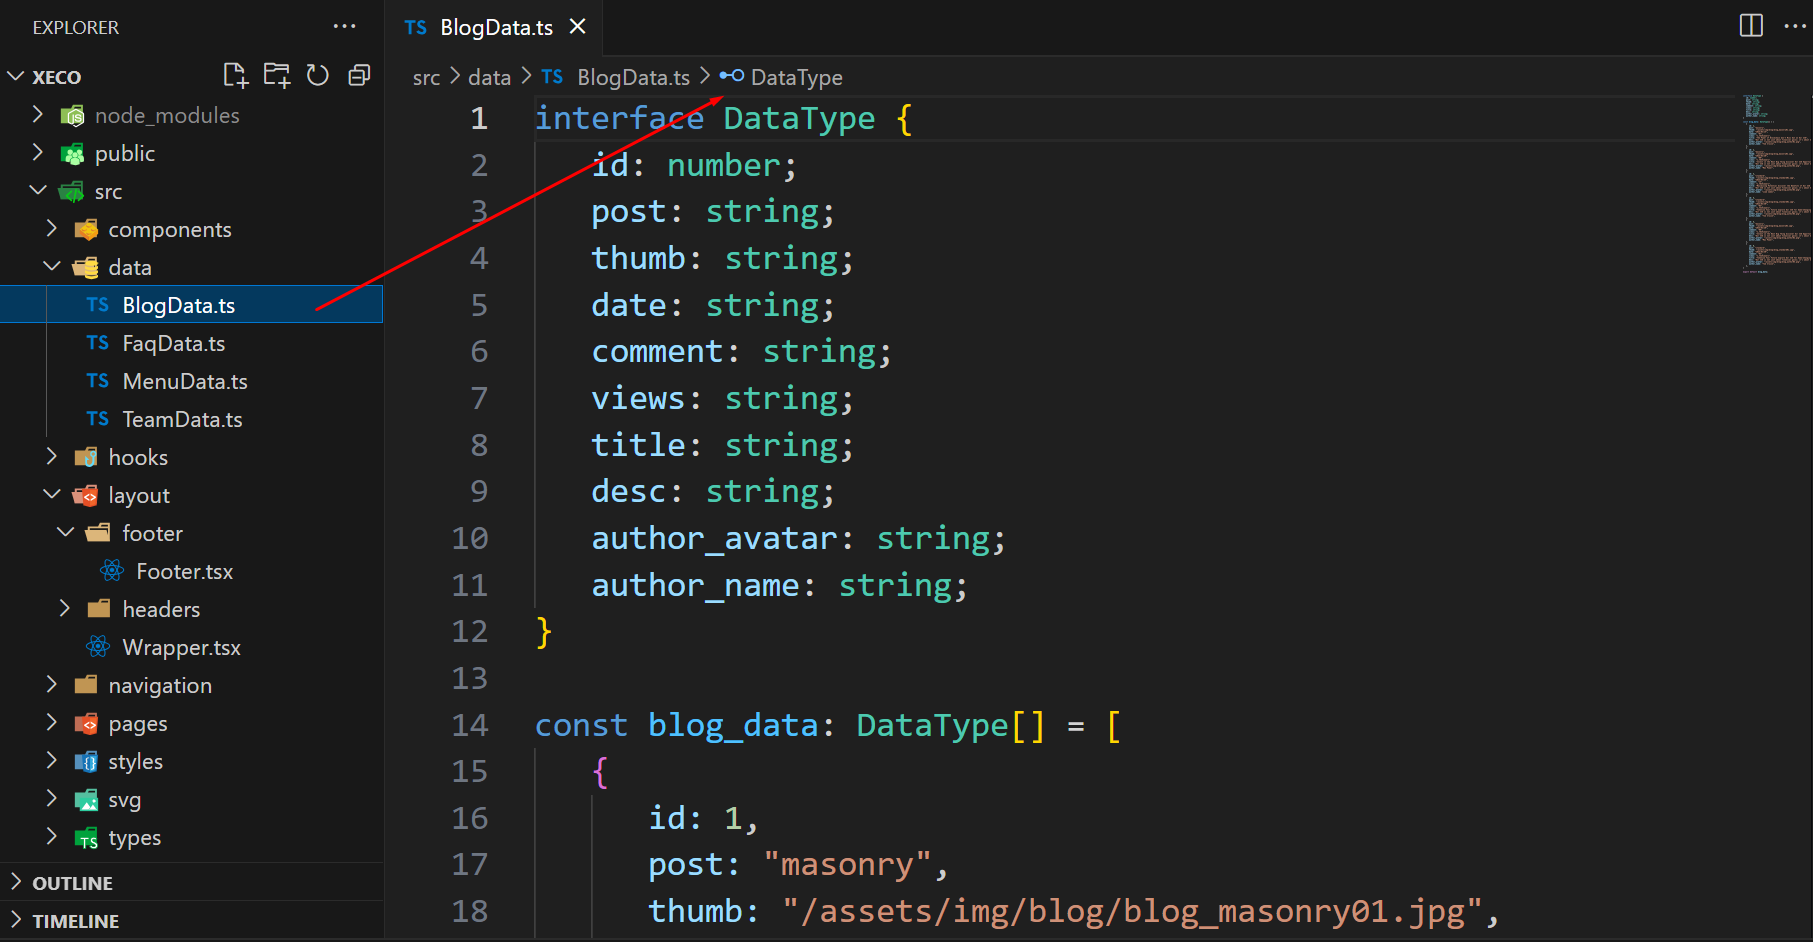 EXPLORER
XECO
node_modules
public
src
components
data
TS BlogData.ts
TS FaqData.ts
TS MenuData.ts
TS TeamData.ts
hooks
layout
footer
Footer.tsx
headers
Wrapper.tsx
navigation
pages
styles
svg
types
OUTLINE
TIMELINE
TS BlogData.ts
src > data > TS BlogData.ts > DataType
1 interface DataType {
2 id: number;
3 post: string;
4 thumb: string;
5 date: string;
6 comment: string;
7 views: string;
8 title: string;
9 desc: string;
10 author_avatar: string;
11 author_name: string;
12 }
13
14 const blog_data: DataType[] = [
15 {
16 id: 1,
17 post: "masonry",
18 thumb: "/assets/img/blog/blog_masonry01.jpg",